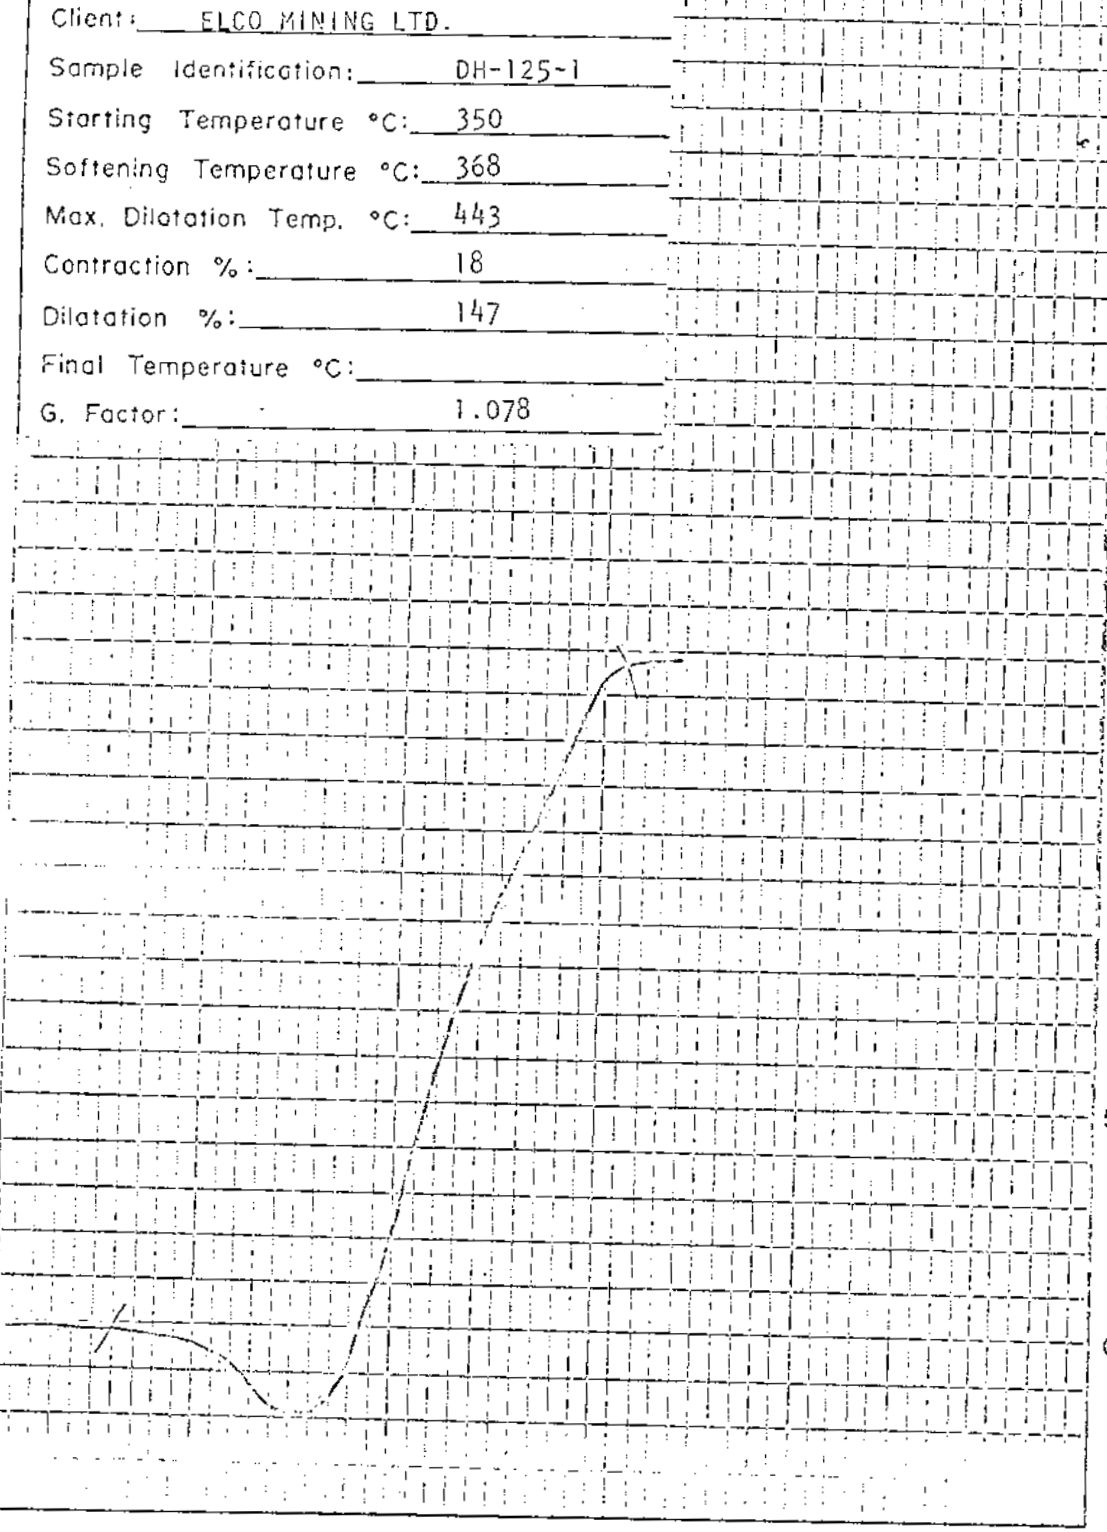 Client: ELCO MINING LTD.
Sample Identification: DH-125-1
Starting Temperature °C: 350
Softening Temperature °C: 368
Max. Dilatation Temp. °C: 443
Contraction %: 18
Dilatation %: 147
Final Temperature °C:
G. Factor: 1.078